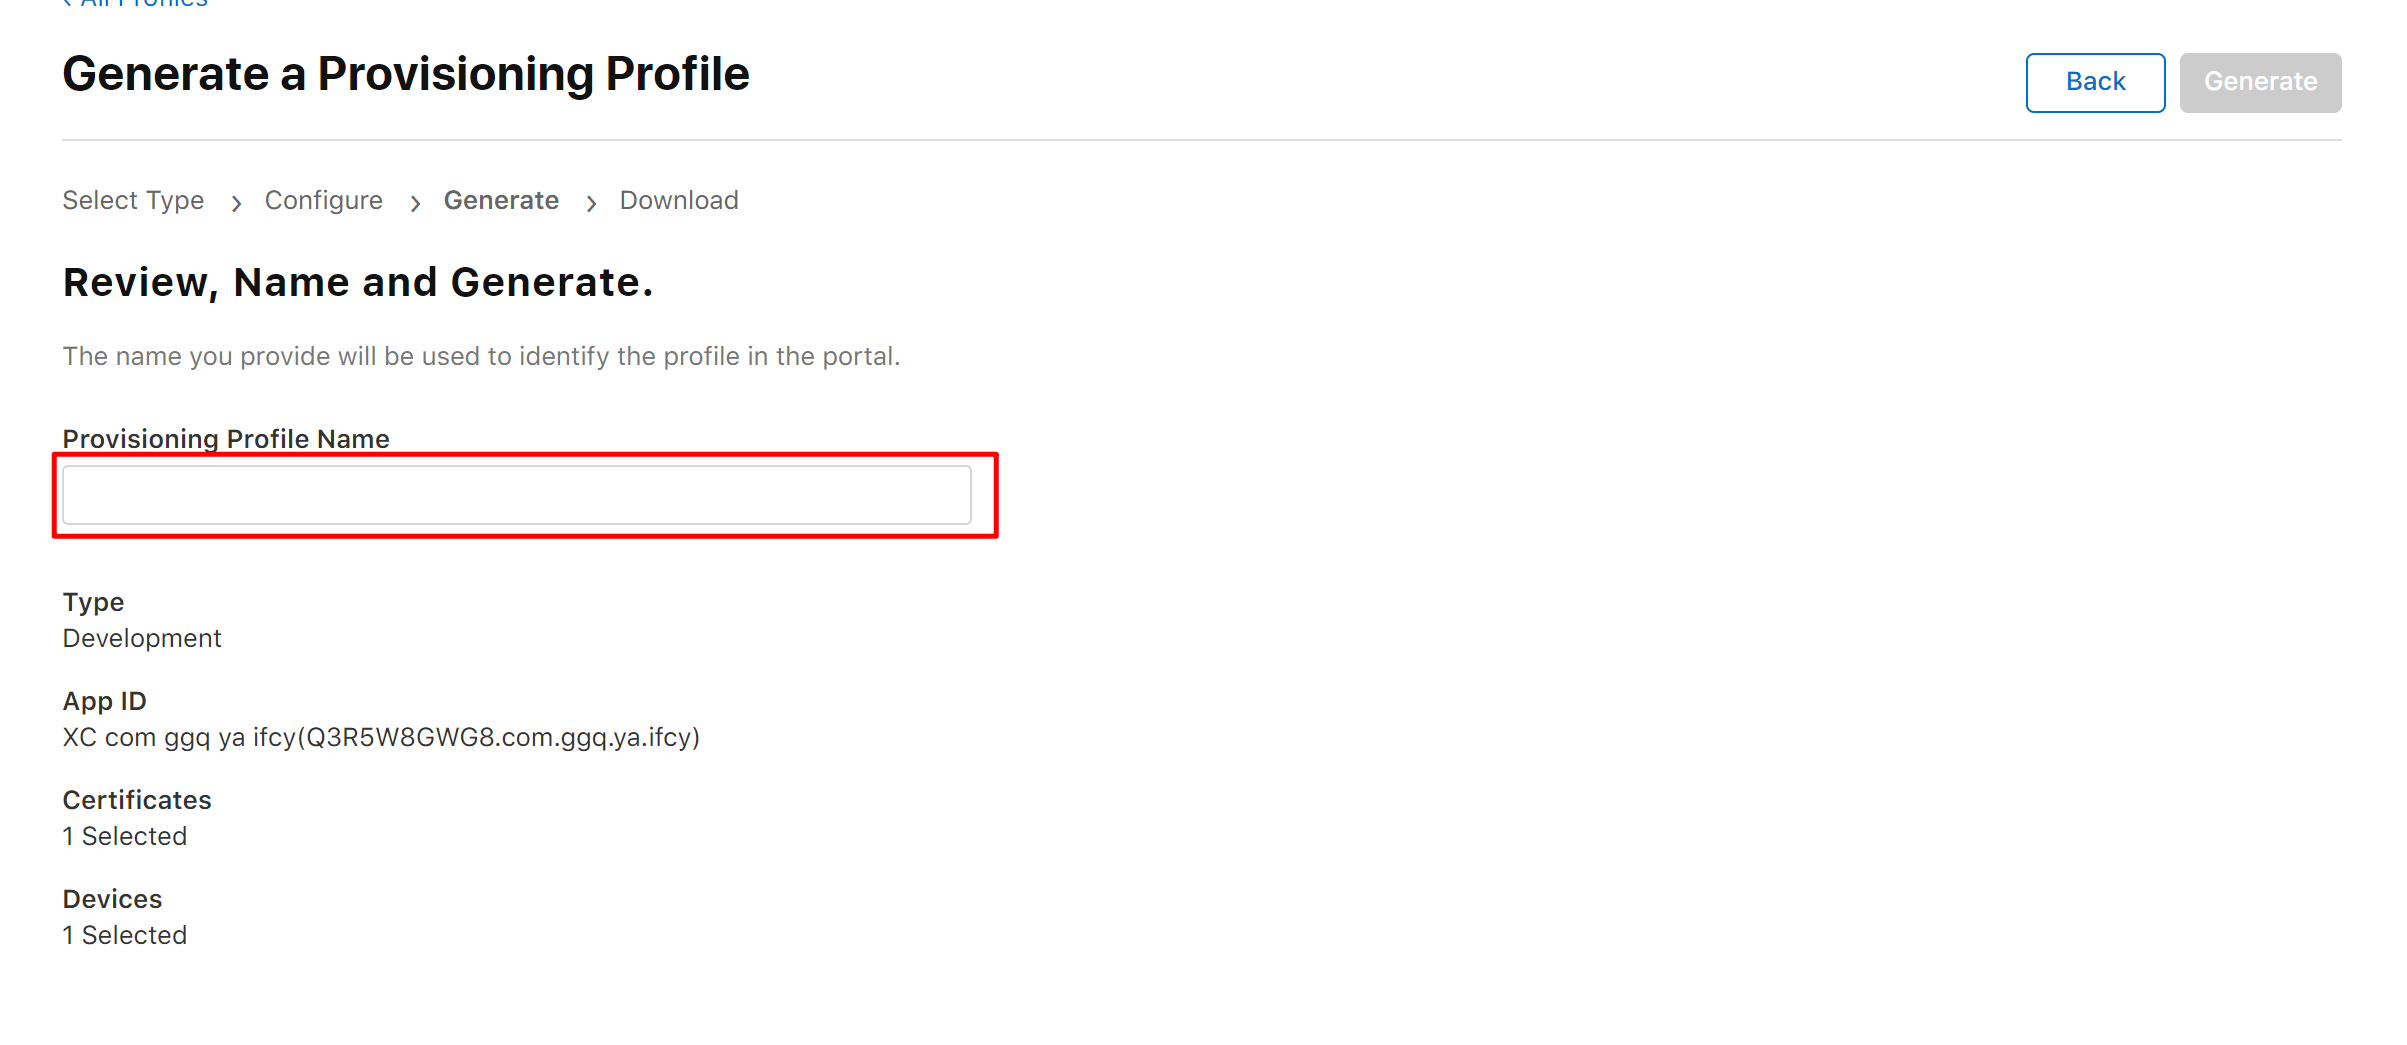 Generate a Provisioning Profile
Back
Generate
Select Type › Configure › Generate › Download
Review, Name and Generate.
The name you provide will be used to identify the profile in the portal.
Provisioning Profile Name
Type
Development
App ID
XC com ggq ya ifcy(Q3R5W8GWG8.com.ggq.ya.ifcy)
Certificates
1 Selected
Devices
1 Selected